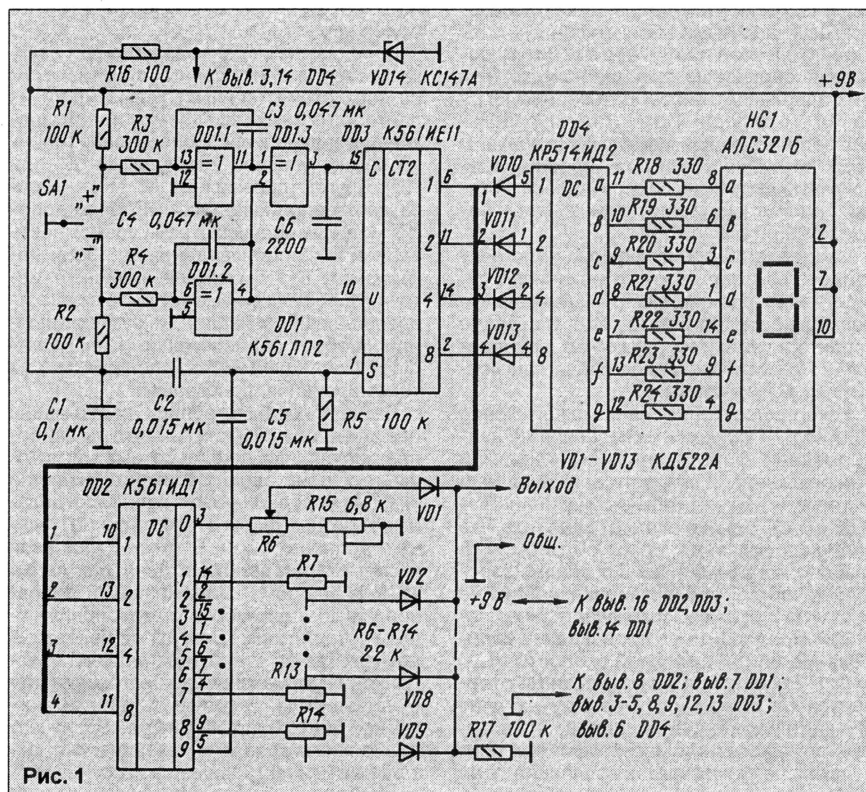 R16 100
К выв. 3,14 DD4
VD14 КС147А
+9В
R1
100 к
R3
300 к
DD1.1
C3 0,047 мк
DD1.3
DD3 К561ИЕ11
DD4
КР514ИД2
HG1
АЛС321Б
13
12
=1
11
1
2
=1
3
15
C
CT2
1
6
VD10
1
5
1
DC
a
11
R18 330
8
a
SA1
"+"
"–"
C4 0,047 мк
C6
2200
2
11
VD11
2
1
2
b
10
R19 330
6
b
c
9
R20 330
3
c
2
R4
300 к
6
5
=1
4
DD1.2
10
U
4
14
VD12
3
2
4
d
8
R21 330
1
d
7
e
7
R22 330
14
e
10
R2
100 к
DD1
К561ЛП2
8
2
VD13
4
4
8
f
13
R23 330
9
f
g
12
R24 330
4
g
1
S
C1
0,1 мк
C2
0,015 мк
C5
0,015 мк
R5 100 к
VD1-VD13 КД522А
DD2 К561ИД1
R15 6,8 к
VD1
Выход
1
10
1
DC
0
3
R6
Общ.
2
13
2
1
14
R7
VD2
+9В
К выв. 16 DD2,DD3;
выв. 14 DD1
2
2
3
15
3
12
4
4
1
5
6
6
7
R6-R14
22 к
4
11
8
7
4
R13
VD8
К выв. 8 DD2; выв. 7 DD1;
выв. 3-5, 8, 9, 12, 13 DD3;
выв. 6 DD4
8
9
R14
9
5
VD9
R17 100 к
Рис. 1